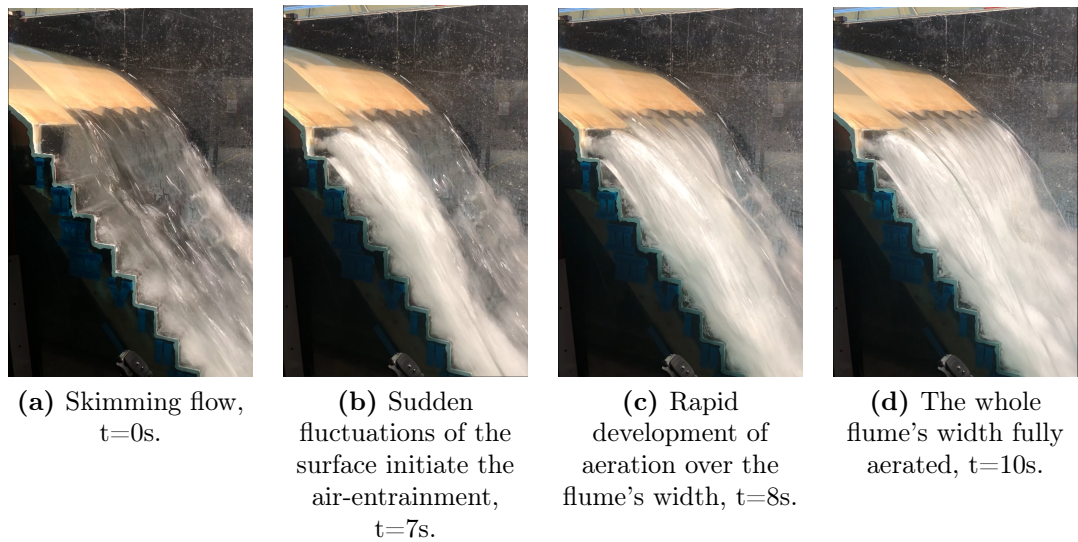 (a) Skimming flow,
t=0s.
(b) Sudden
fluctuations of the
surface initiate the
air-entrainment,
t=7s.
(c) Rapid
development of
aeration over the
flume's width, t=8s.
(d) The whole
flume's width fully
aerated, t=10s.